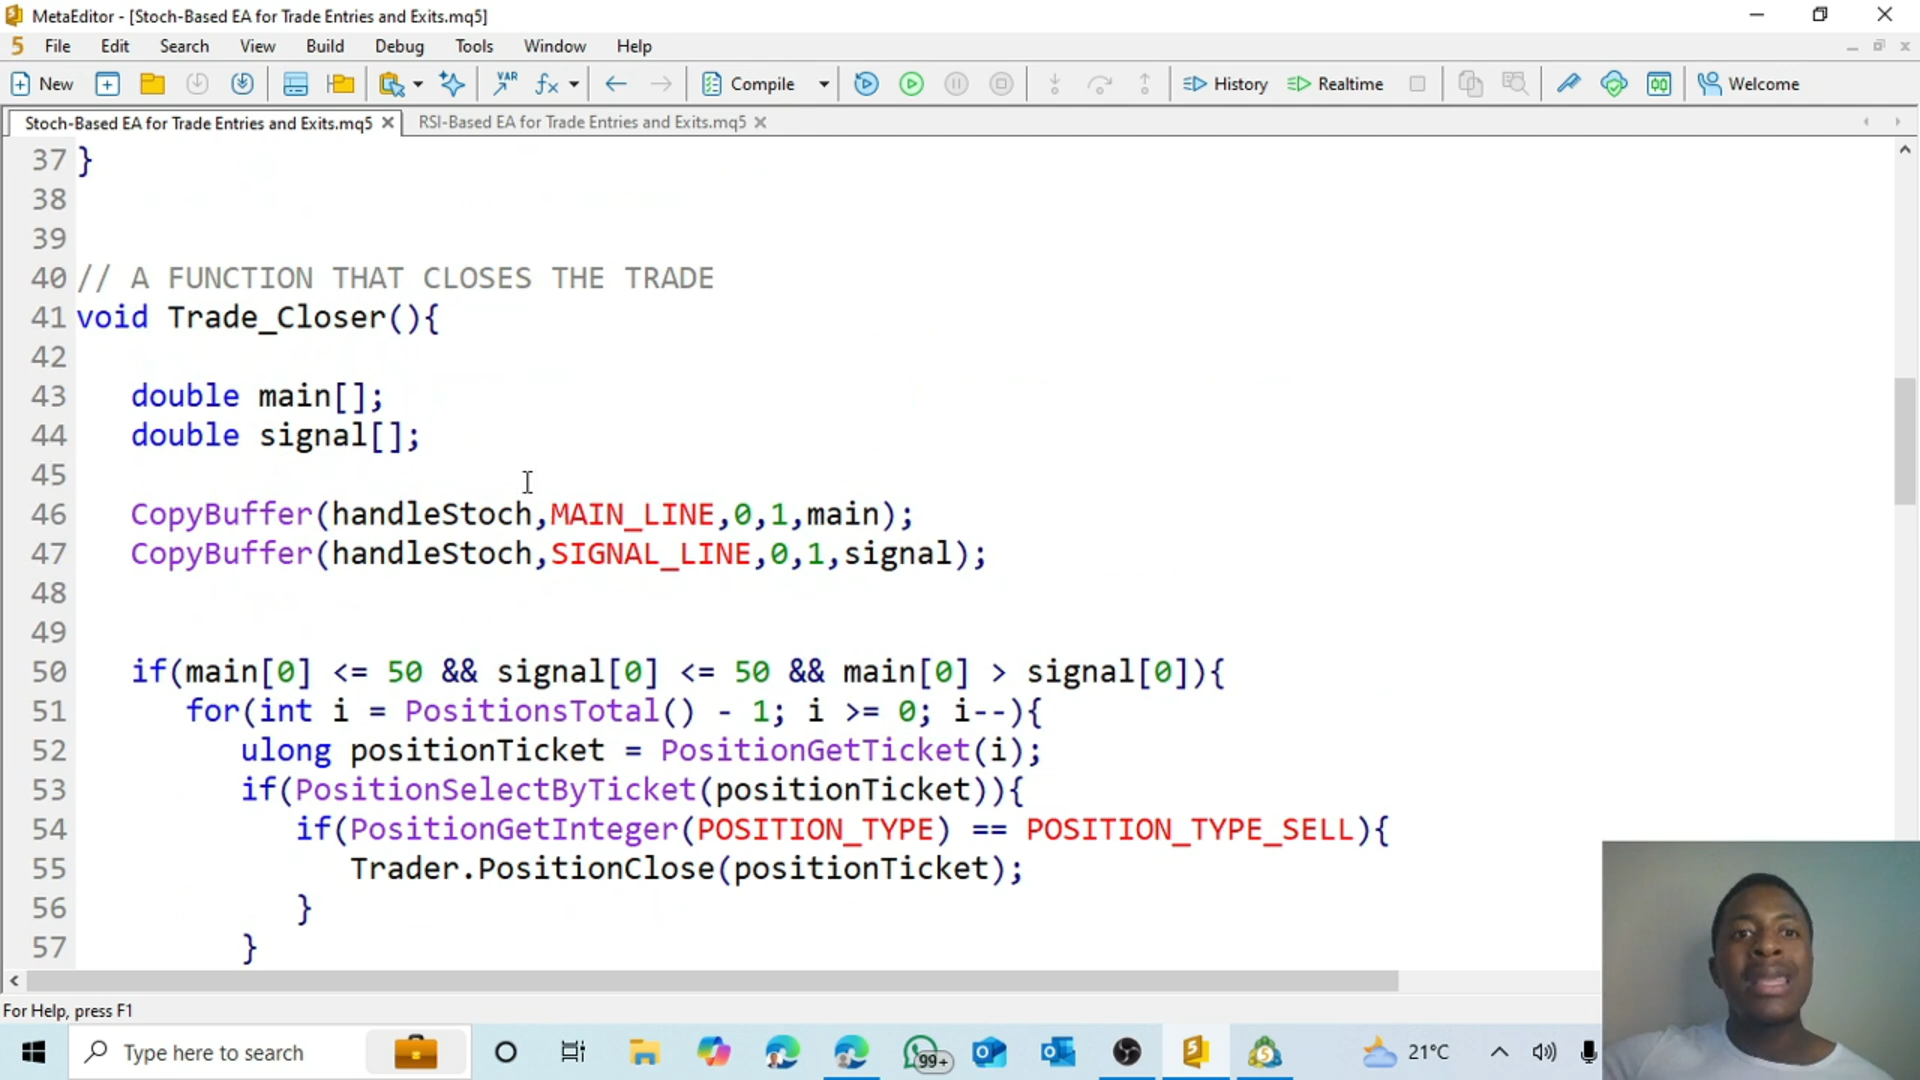 MetaEditor - [Stoch-Based EA for Trade Entries and Exits.mq5]
5 File Edit Search View Build Debug Tools Window Help
New VAR fx Compile History Realtime Welcome
Stoch-Based EA for Trade Entries and Exits.mq5 RSI-Based EA for Trade Entries and Exits.mq5
37 }
38
39
40 // A FUNCTION THAT CLOSES THE TRADE
41 void Trade_Closer(){
42
43 double main[];
44 double signal[];
45
46 CopyBuffer(handleStoch,MAIN_LINE,0,1,main);
47 CopyBuffer(handleStoch,SIGNAL_LINE,0,1,signal);
48
49
50 if(main[0] <= 50 && signal[0] <= 50 && main[0] > signal[0]){
51 for(int i = PositionsTotal() - 1; i >= 0; i--){
52 ulong positionTicket = PositionGetTicket(i);
53 if(PositionSelectByTicket(positionTicket)){
54 if(PositionGetInteger(POSITION_TYPE) == POSITION_TYPE_SELL){
55 Trader.PositionClose(positionTicket);
56 }
57 }
For Help, press F1
Type here to search 99+ 21°C